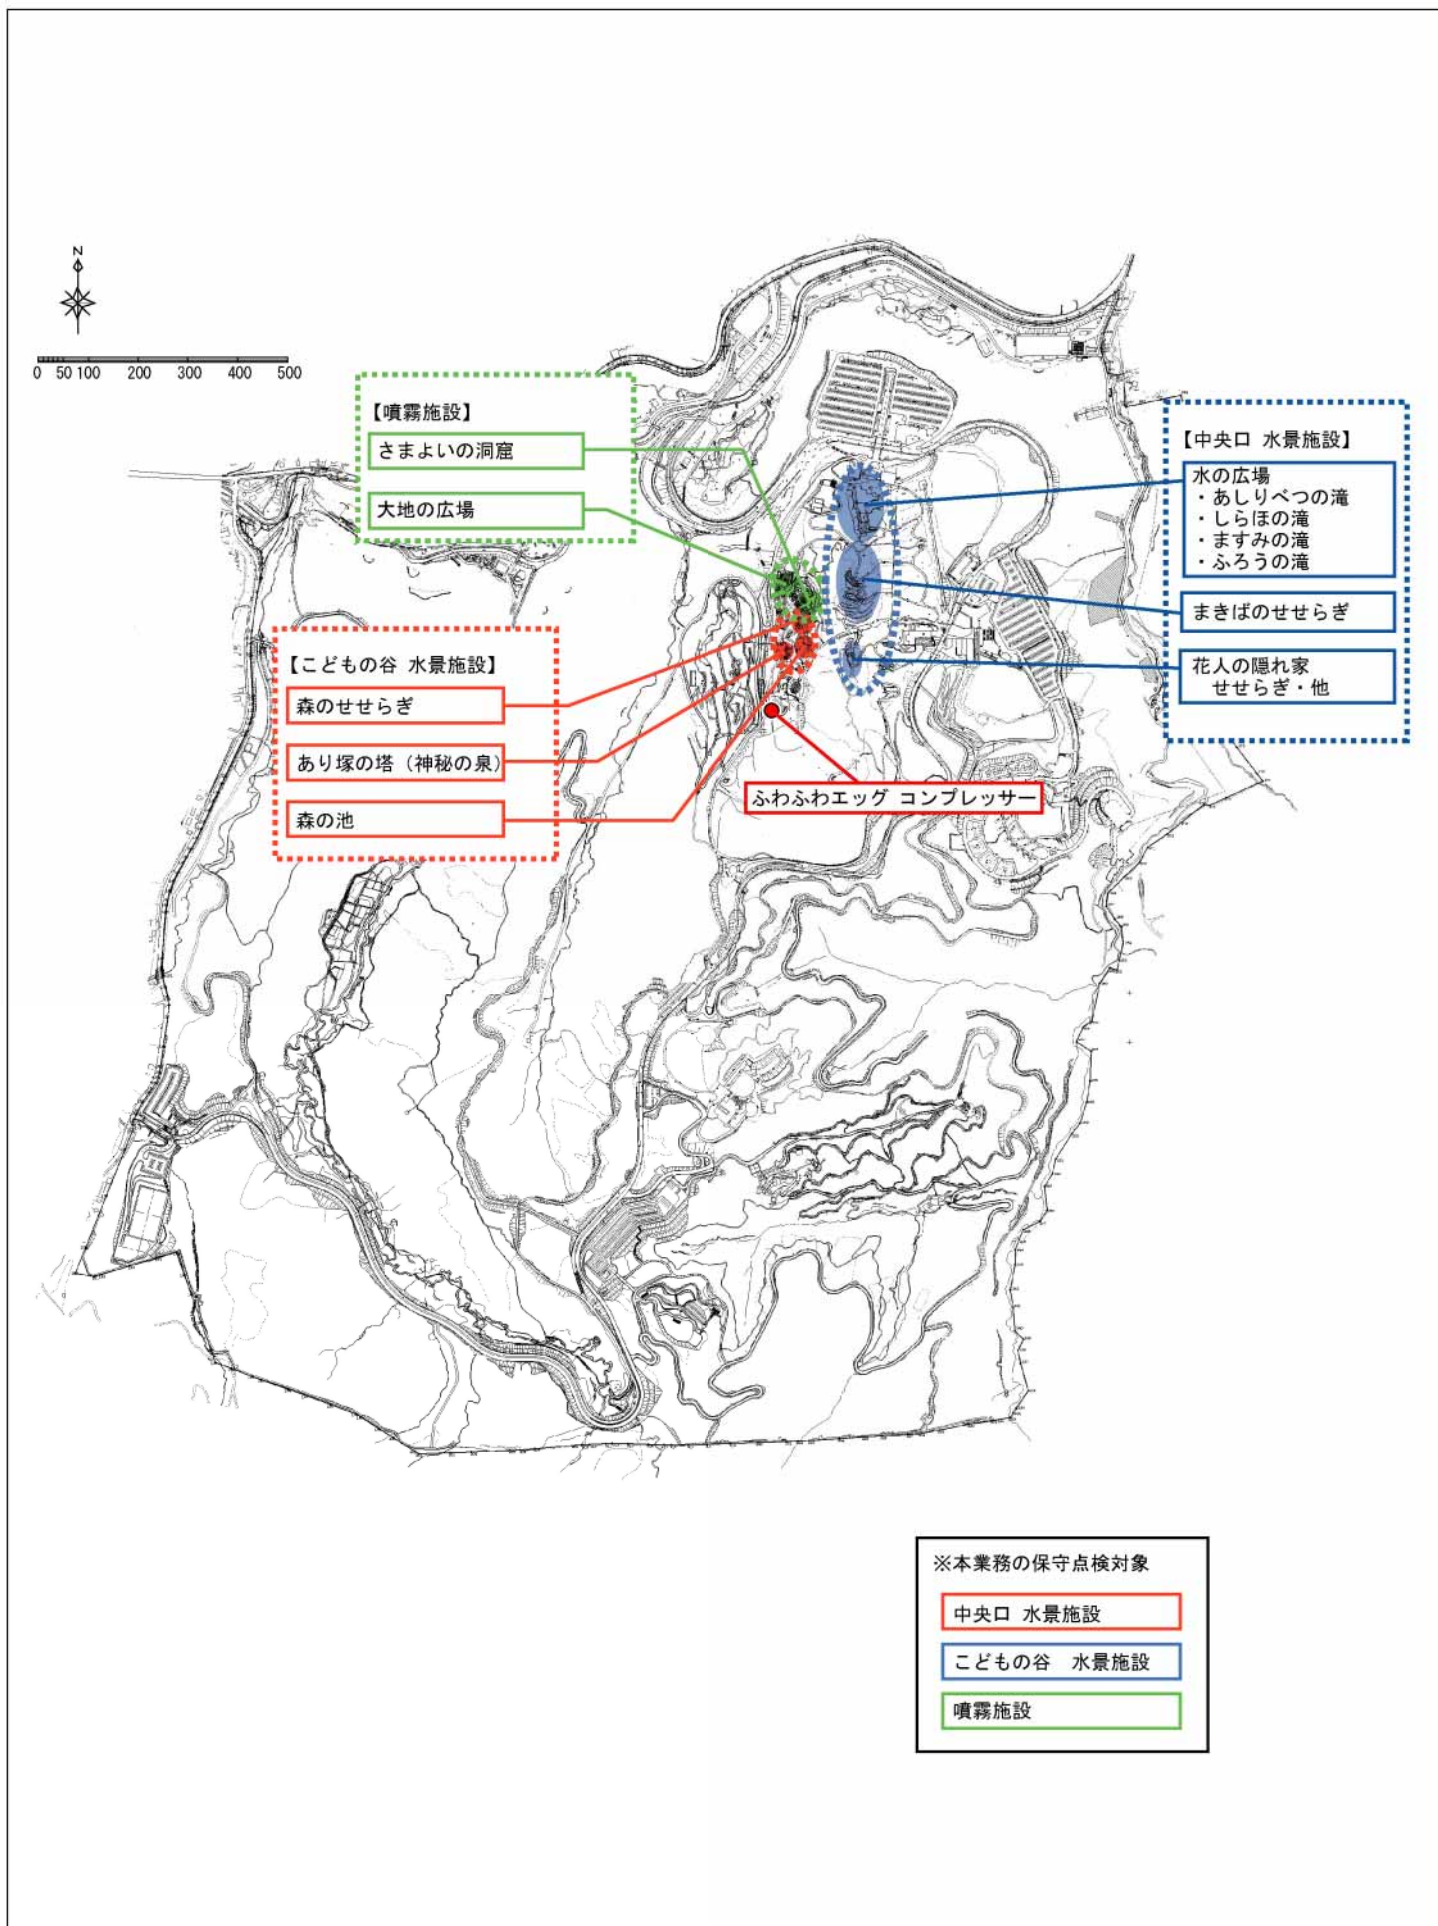 N
0 50 100 200 300 400 500
【噴霧施設】
さまよいの洞窟
大地の広場
【中央口 水景施設】
水の広場
・あしりべつの滝
・しらほの滝
・ますみの滝
・ふろうの滝
まきばのせせらぎ
花人の隠れ家
せせらぎ・他
【こどもの谷 水景施設】
森のせせらぎ
あり塚の塔（神秘の泉）
森の池
ふわふわエッグ コンプレッサー
※本業務の保守点検対象
中央口 水景施設
こどもの谷　水景施設
噴霧施設